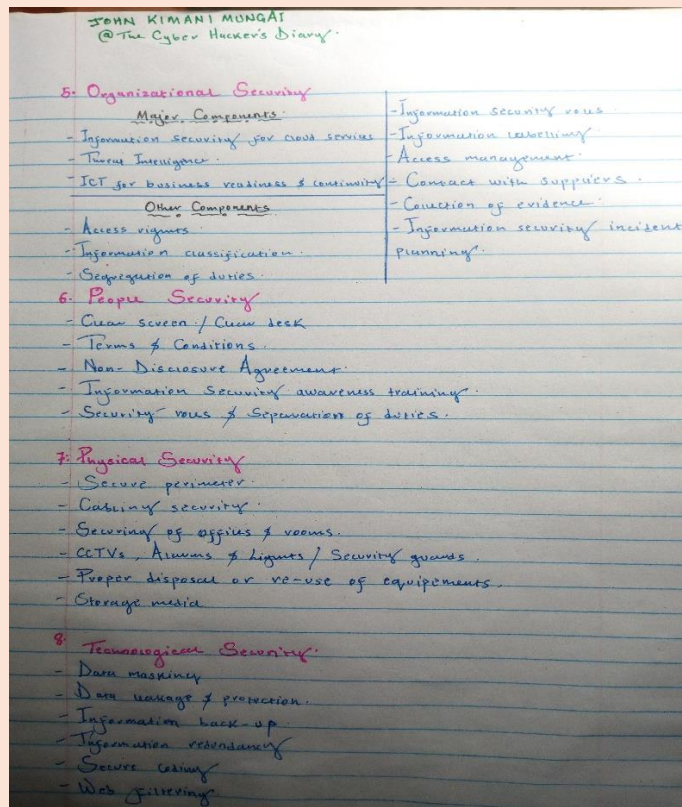 JOHN KIMANI MUNGAI
@The Cyber Hacker's Diary.
5. Organizational Security
Major Components.
- Information security for cloud services
- Threat Intelligence.
- ICT for business readiness & continuity
Other Components
- Access rights
- Information classification.
- Segregation of duties.
- Information security roles
- Information labelling
- Access management.
- Contact with suppliers.
- Collection of evidence
- Information security incident
planning.
6. People Security
- Clear screen / Clear desk
- Terms & Conditions.
- Non-Disclosure Agreement.
- Information Security awareness training.
- Security roles & Separation of duties.
7. Physical Security
- Secure perimeter.
- Cabling security.
- Securing of offices & rooms.
- CCTVs, Alarms & Lights / Security guards.
- Proper disposal or re-use of equipements.
- Storage media
8. Technological Security.
- Data masking
- Data leakage & protection.
- Information back-up.
- Information redundancy
- Secure coding
- Web filtering.